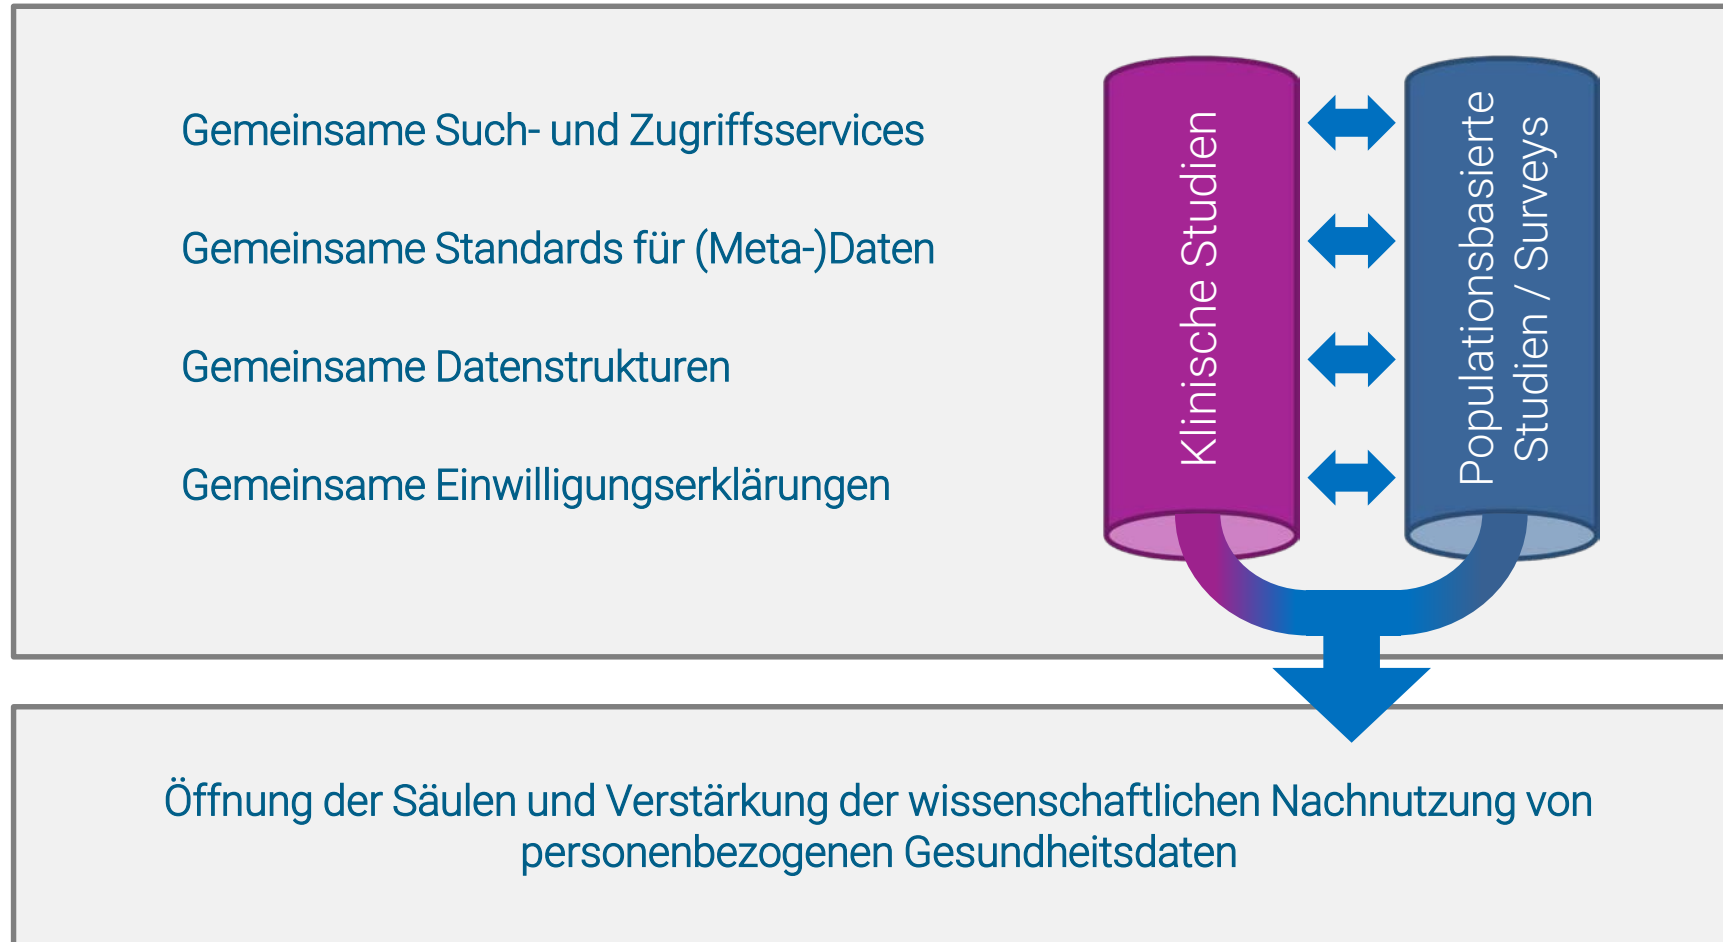 Gemeinsame Such- und Zugriffsservices
Gemeinsame Standards für (Meta-)Daten
Gemeinsame Datenstrukturen
Gemeinsame Einwilligungserklärungen
Klinische Studien
Populationsbasierte
Studien / Surveys
Öffnung der Säulen und Verstärkung der wissenschaftlichen Nachnutzung von
personenbezogenen Gesundheitsdaten